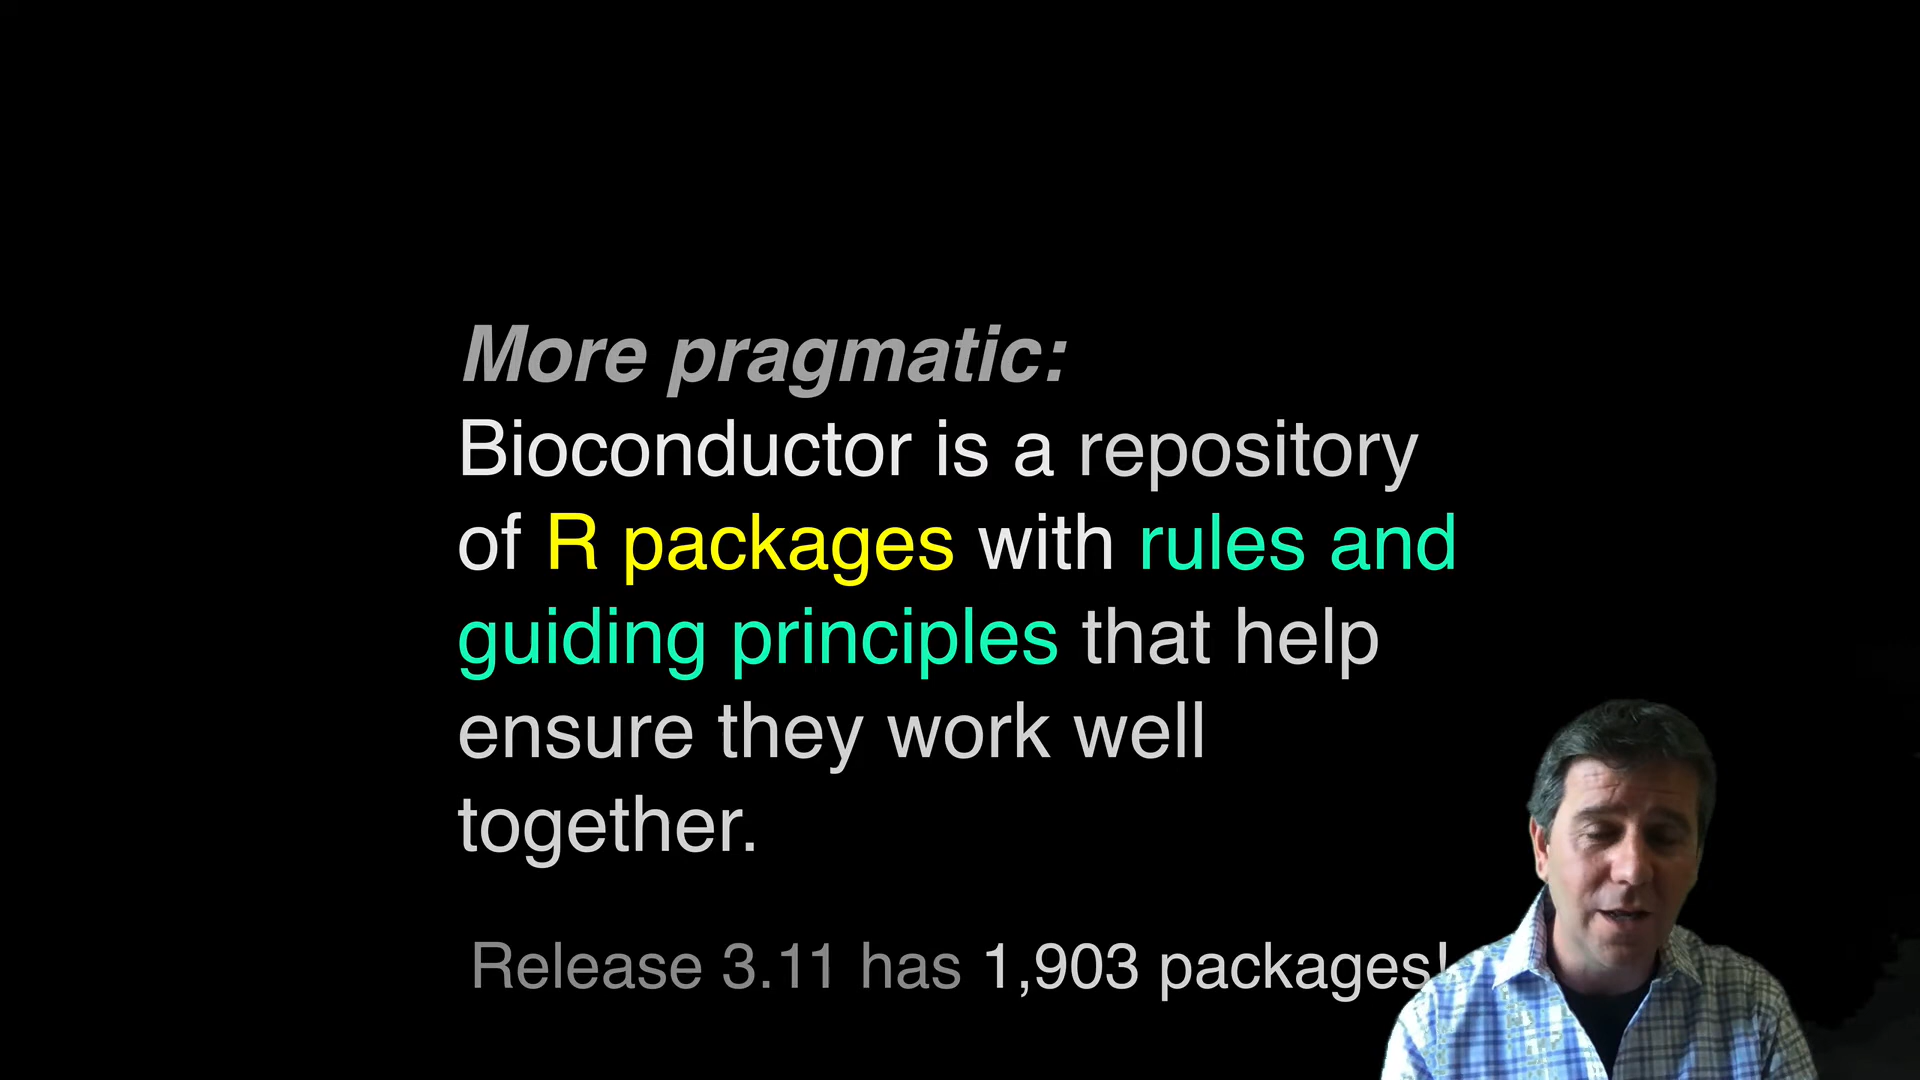 More pragmatic:
Bioconductor is a repository
of R packages with rules and
guiding principles that help
ensure they work well
together.
Release 3.11 has 1,903 packages!